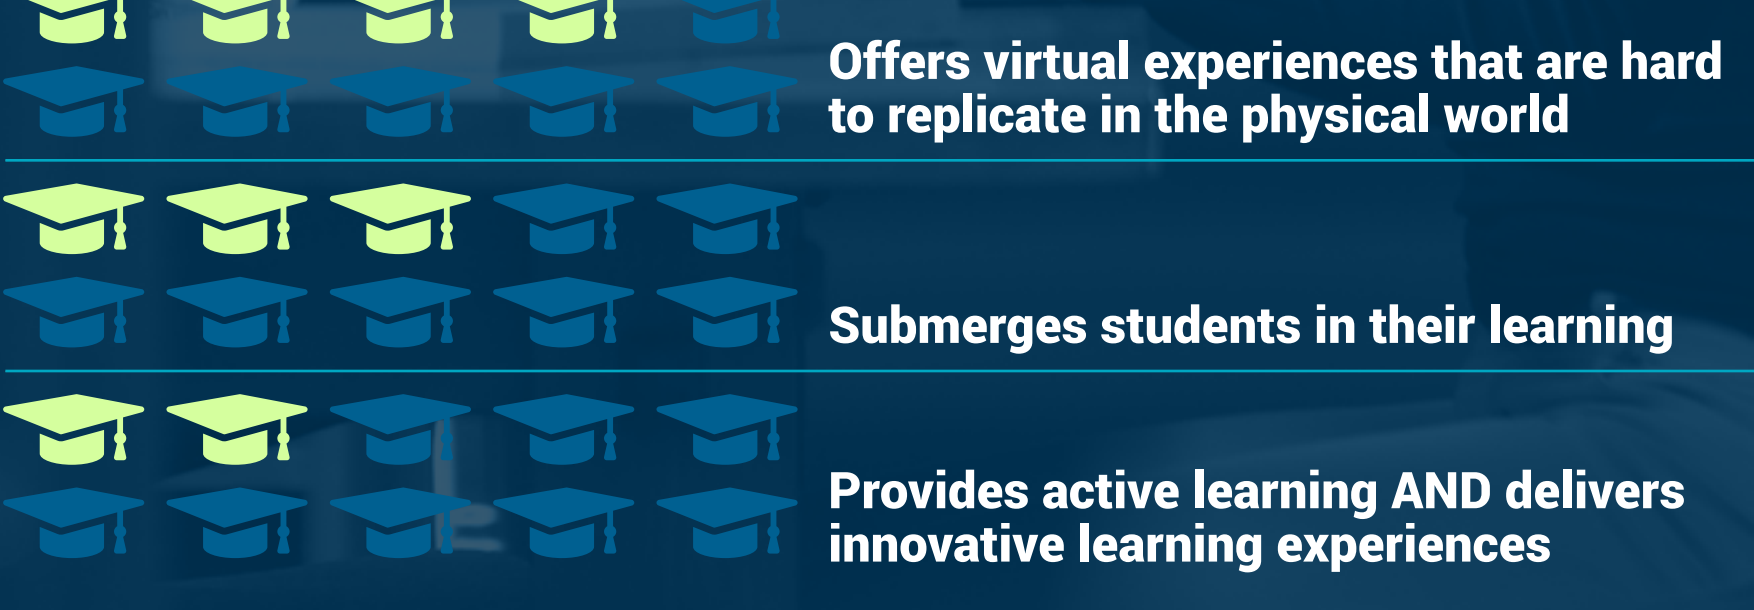 Offers virtual experiences that are hard
to replicate in the physical world
Submerges students in their learning
Provides active learning AND delivers
innovative learning experiences